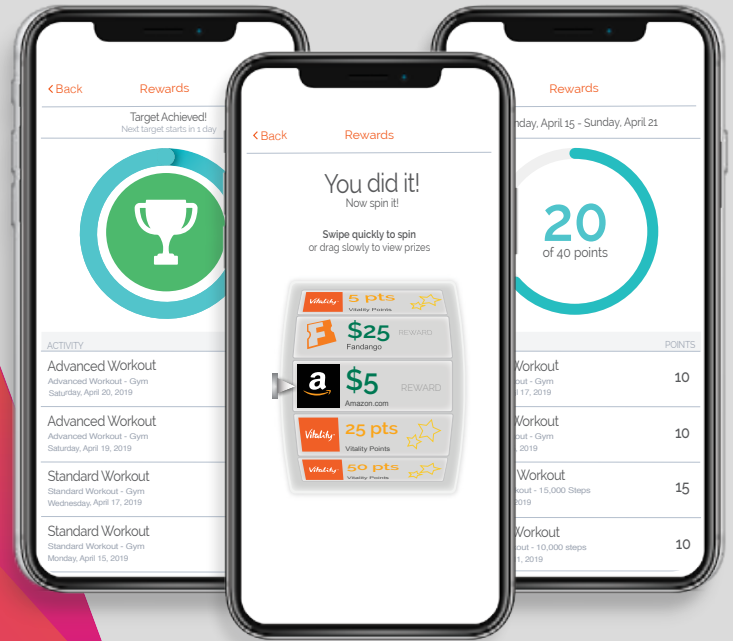 Back
Rewards
Target Achieved!
Next target starts in 1 day
ACTIVITY
Advanced Workout
Advanced Workout - Gym
Saturday, April 20, 2019
Advanced Workout
Advanced Workout - Gym
Saturday, April 19, 2019
Standard Workout
Standard Workout - Gym
Wednesday, April 17, 2019
Standard Workout
Standard Workout - Gym
Monday, April 15, 2019
Back
Rewards
You did it!
Now spin it!
Swipe quickly to spin
or drag slowly to view prizes
Vitality 5 pts
Vitality Points
F $25 REWARD
Fandango
a $5 REWARD
Amazon.com
Vitality 25 pts
Vitality Points
Vitality 50 pts
Vitality Points
Rewards
nday, April 15 - Sunday, April 21
20
of 40 points
POINTS
Workout
out - Gym
l 17, 2019
10
Workout
out - Gym
, 2019
10
Workout
kout - 15,000 Steps
2019
15
Workout
out - 10,000 steps
1, 2019
10